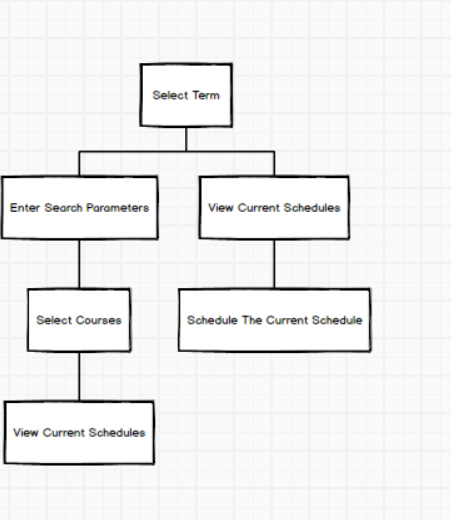 Select Term
Enter Search Parameters
View Current Schedules
Select Courses
Schedule The Current Schedule
View Current Schedules